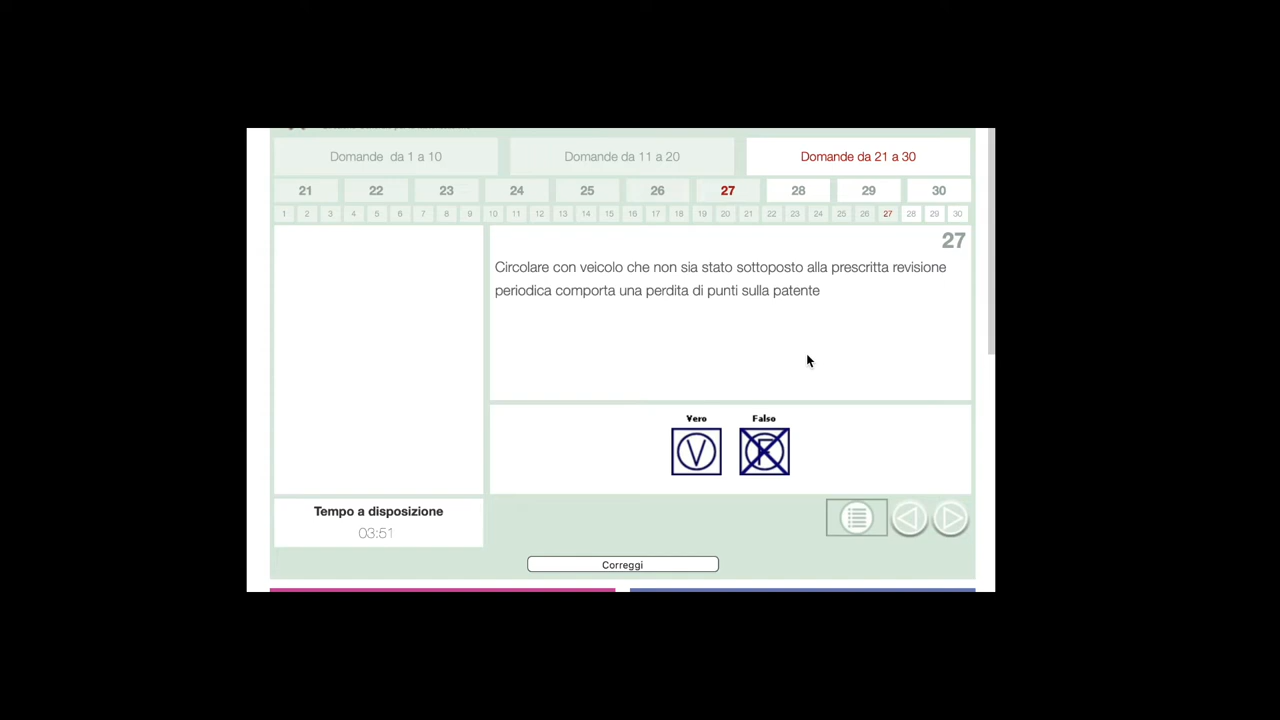 Domande da 1 a 10
Domande da 11 a 20
Domande da 21 a 30
21 22 23 24 25 26 27 28 29 30
1 2 3 4 5 6 7 8 9 10 11 12 13 14 15 16 17 18 19 20 21 22 23 24 25 26 27 28 29 30
27
Circolare con veicolo che non sia stato sottoposto alla prescritta revisione
periodica comporta una perdita di punti sulla patente
Vero Falso
V F
Tempo a disposizione
03:51
Correggi